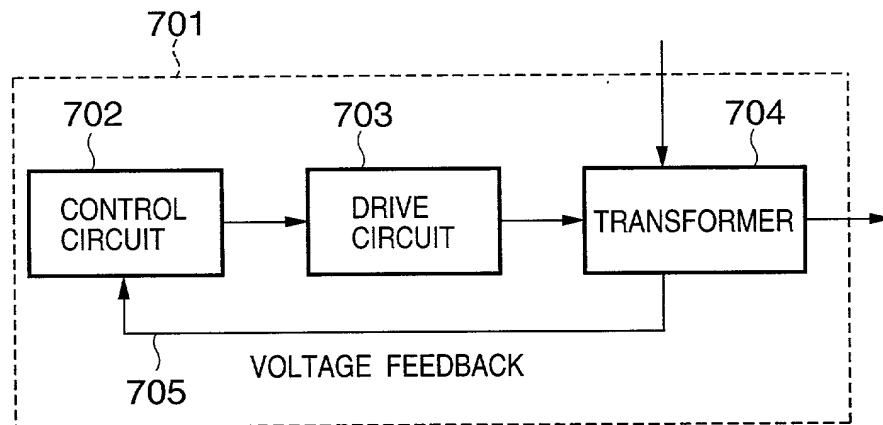 701
702
703
704
CONTROL
CIRCUIT
DRIVE
CIRCUIT
TRANSFORMER
VOLTAGE FEEDBACK
705